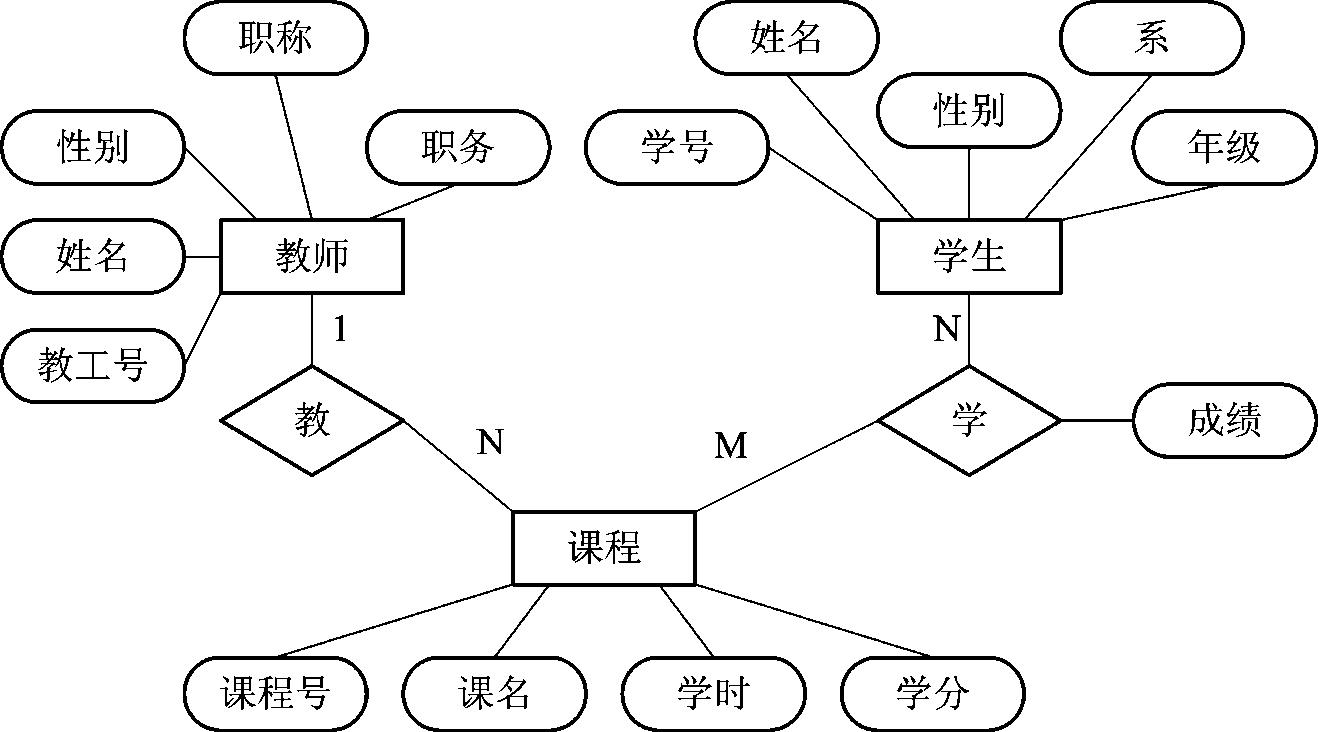 职称
姓名
系
性别
性别
职务
学号
年级
姓名
教师
学生
1
N
教工号
教
学
成绩
N
M
课程
课程号
课名
学时
学分